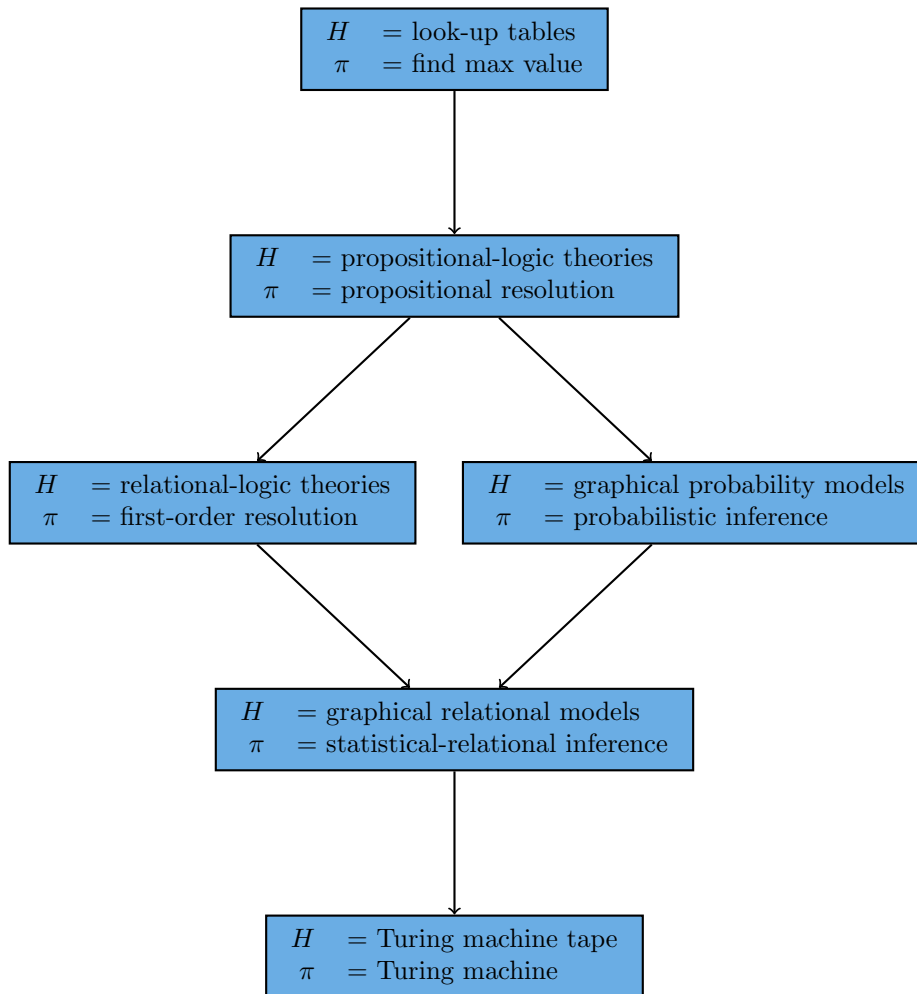 H = look-up tables
π = find max value
H = propositional-logic theories
π = propositional resolution
H = relational-logic theories
π = first-order resolution
H = graphical probability models
π = probabilistic inference
H = graphical relational models
π = statistical-relational inference
H = Turing machine tape
π = Turing machine